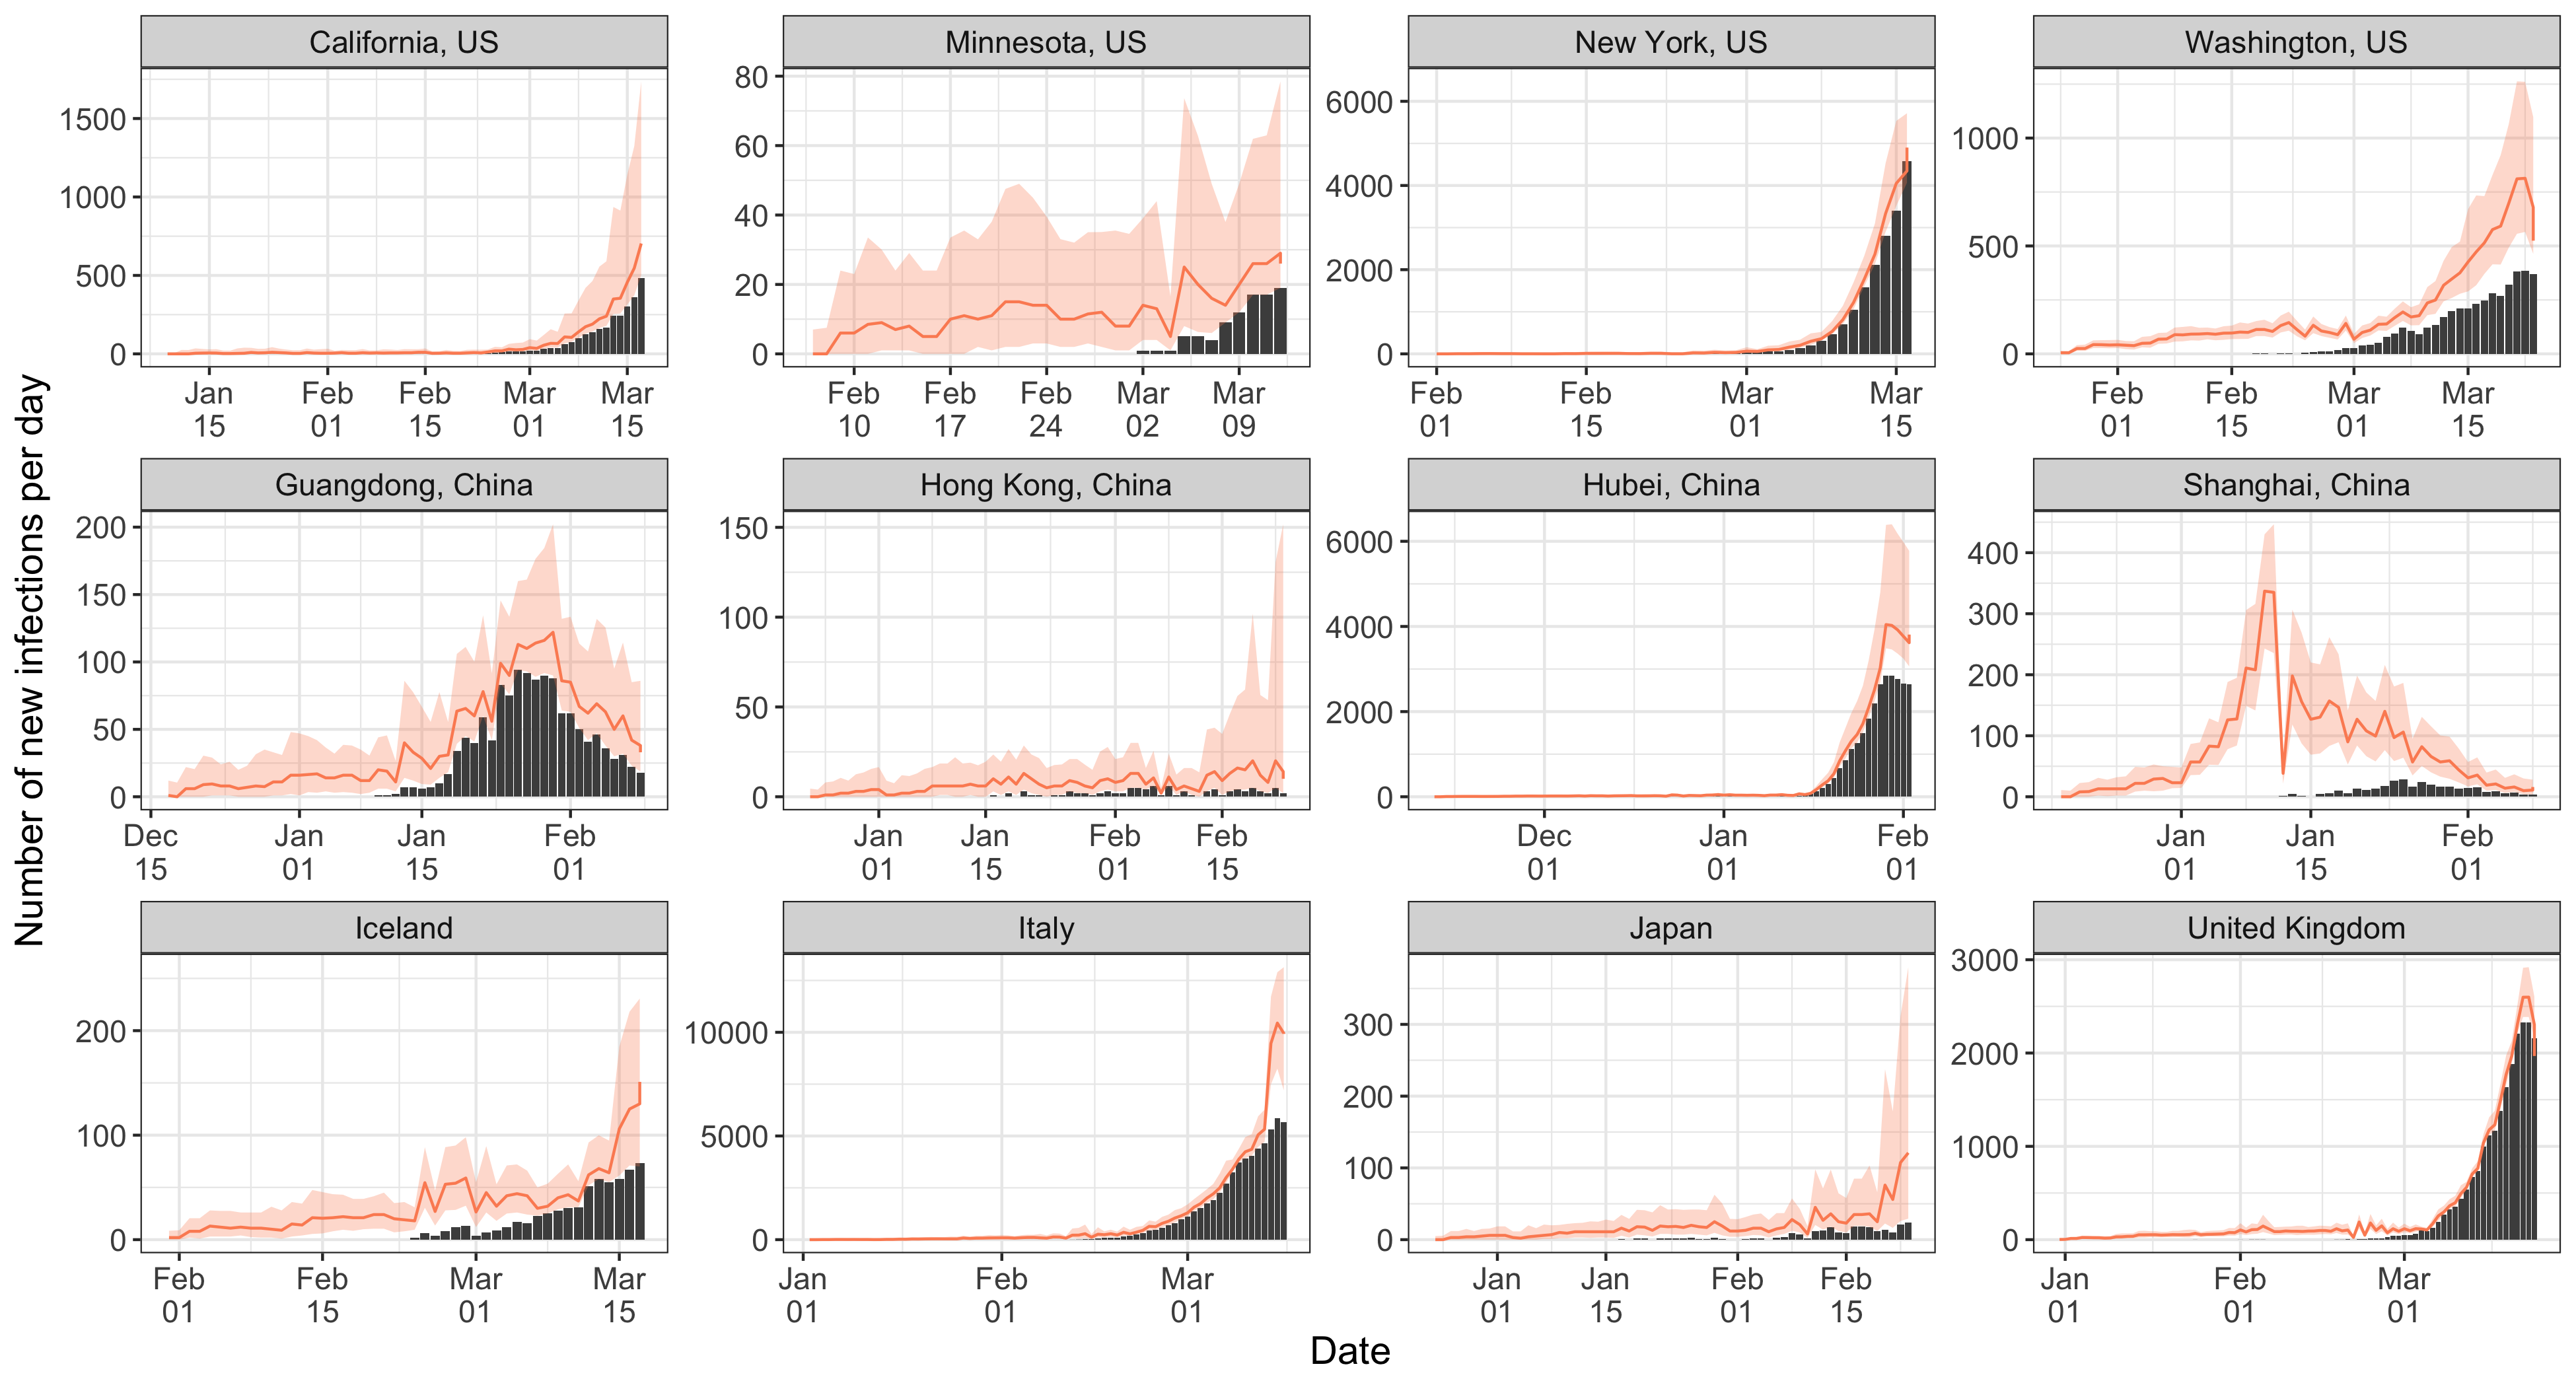 California, US
Minnesota, US
New York, US
Washington, US
1500
1000
500
0
80
60
40
20
0
6000
4000
2000
0
1000
500
0
Jan Feb Feb Mar Mar
15 01 15 01 15
Feb Feb Feb Mar Mar
10 17 24 02 09
Feb Feb Mar Mar
01 15 01 15
Feb Feb Mar Mar
01 15 01 15
Number of new infections per day
Guangdong, China
Hong Kong, China
Hubei, China
Shanghai, China
200
150
100
50
0
150
100
50
0
6000
4000
2000
0
400
300
200
100
0
Dec Jan Jan Feb
15 01 15 01
Jan Jan Feb Feb
01 15 01 15
Dec Jan Feb
01 01 01
Jan Jan Feb
01 15 01
Iceland
Italy
Japan
United Kingdom
200
100
0
10000
5000
0
300
200
100
0
3000
2000
1000
0
Feb Feb Mar Mar
01 15 01 15
Jan Feb Mar
01 01 01
Jan Jan Feb Feb
01 15 01 15
Jan Feb Mar
01 01 01
Date